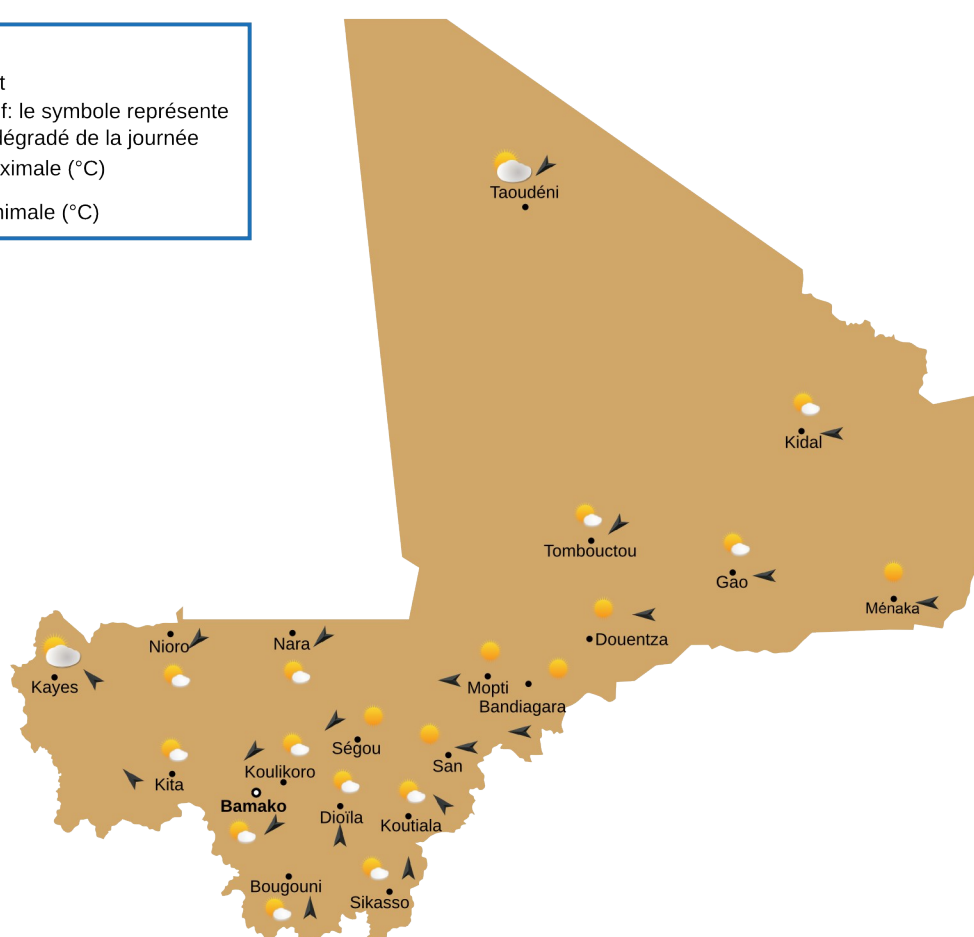 t
f: le symbole représente
dégradé de la journée
ximale (°C)
nimale (°C)
Taoudéni
Kidal
Tombouctou
Gao
Ménaka
Douentza
Nioro
Nara
Kayes
Mopti
Bandiagara
Ségou
San
Koulikoro
Kita
Bamako
Dioïla
Koutiala
Bougouni
Sikasso